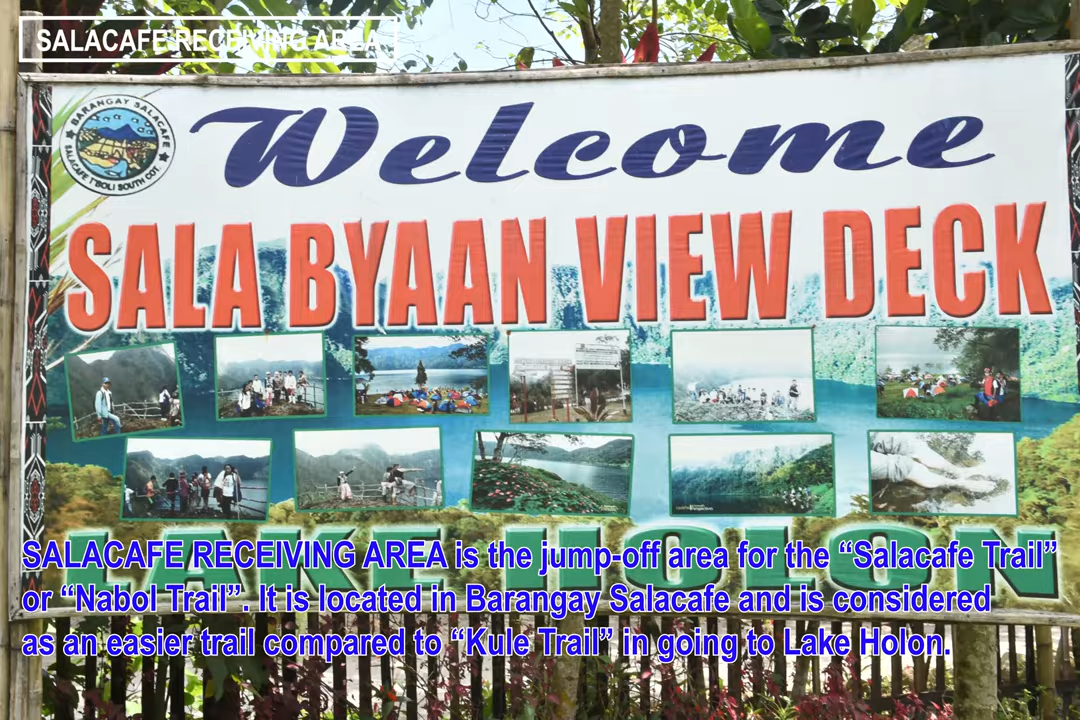 SALACAFE RECEIVING AREA
BARANGAY SALACAFE
SALACAFE T'BOLI SOUTH COT.
Welcome
SALA BYAAN VIEW DECK
LAKE HOLON
SALACAFE RECEIVING AREA is the jump-off area for the “Salacafe Trail”
or “Nabol Trail”. It is located in Barangay Salacafe and is considered
as an easier trail compared to “Kule Trail” in going to Lake Holon.